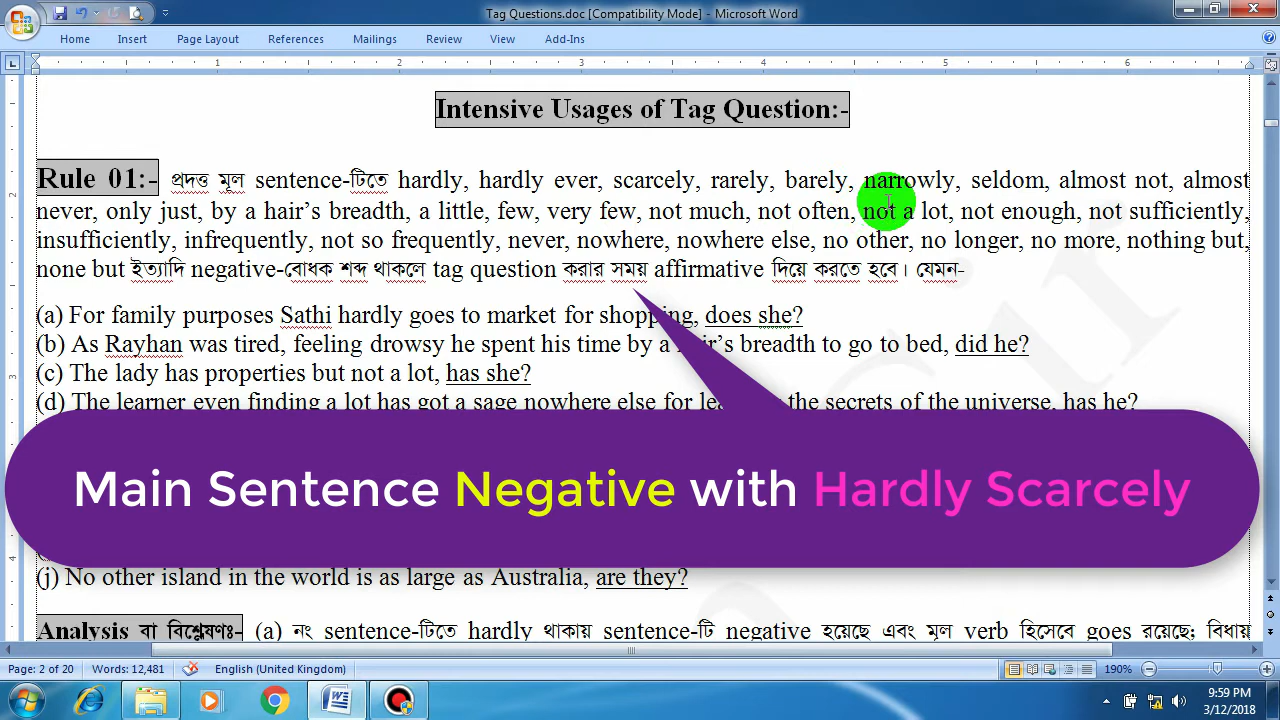 Tag Questions.doc [Compatibility Mode] - Microsoft Word
Home Insert Page Layout References Mailings Review View Add-Ins
1 2 3 4 5 6
Intensive Usages of Tag Question:-
Rule 01:- প্রদত্ত মূল sentence-টিতে hardly, hardly ever, scarcely, rarely, barely, narrowly, seldom, almost not, almost
never, only just, by a hair's breadth, a little, few, very few, not much, not often, not a lot, not enough, not sufficiently,
insufficiently, infrequently, not so frequently, never, nowhere, nowhere else, no other, no longer, no more, nothing but,
none but ইত্যাদি negative-বোধক শব্দ থাকলে tag question করার সময় affirmative দিয়ে করতে হবে। যেমন-
(a) For family purposes Sathi hardly goes to market for shopping, does she?
(b) As Rayhan was tired, feeling drowsy he spent his time by a hair's breadth to go to bed, did he?
(c) The lady has properties but not a lot, has she?
(d) The learner even finding a lot has got a sage nowhere else for the secrets of the universe, has he?
Main Sentence Negative with Hardly Scarcely
(j) No other island in the world is as large as Australia, are they?
Analysis বা বিশ্লেষণঃ- (a) নং sentence-টিতে hardly থাকায় sentence-টি negative হয়েছে এবং মূল verb হিসেবে goes রয়েছে; বিধায়
Page: 2 of 20 Words: 12,481 English (United Kingdom) 190%
9:59 PM
3/12/2018